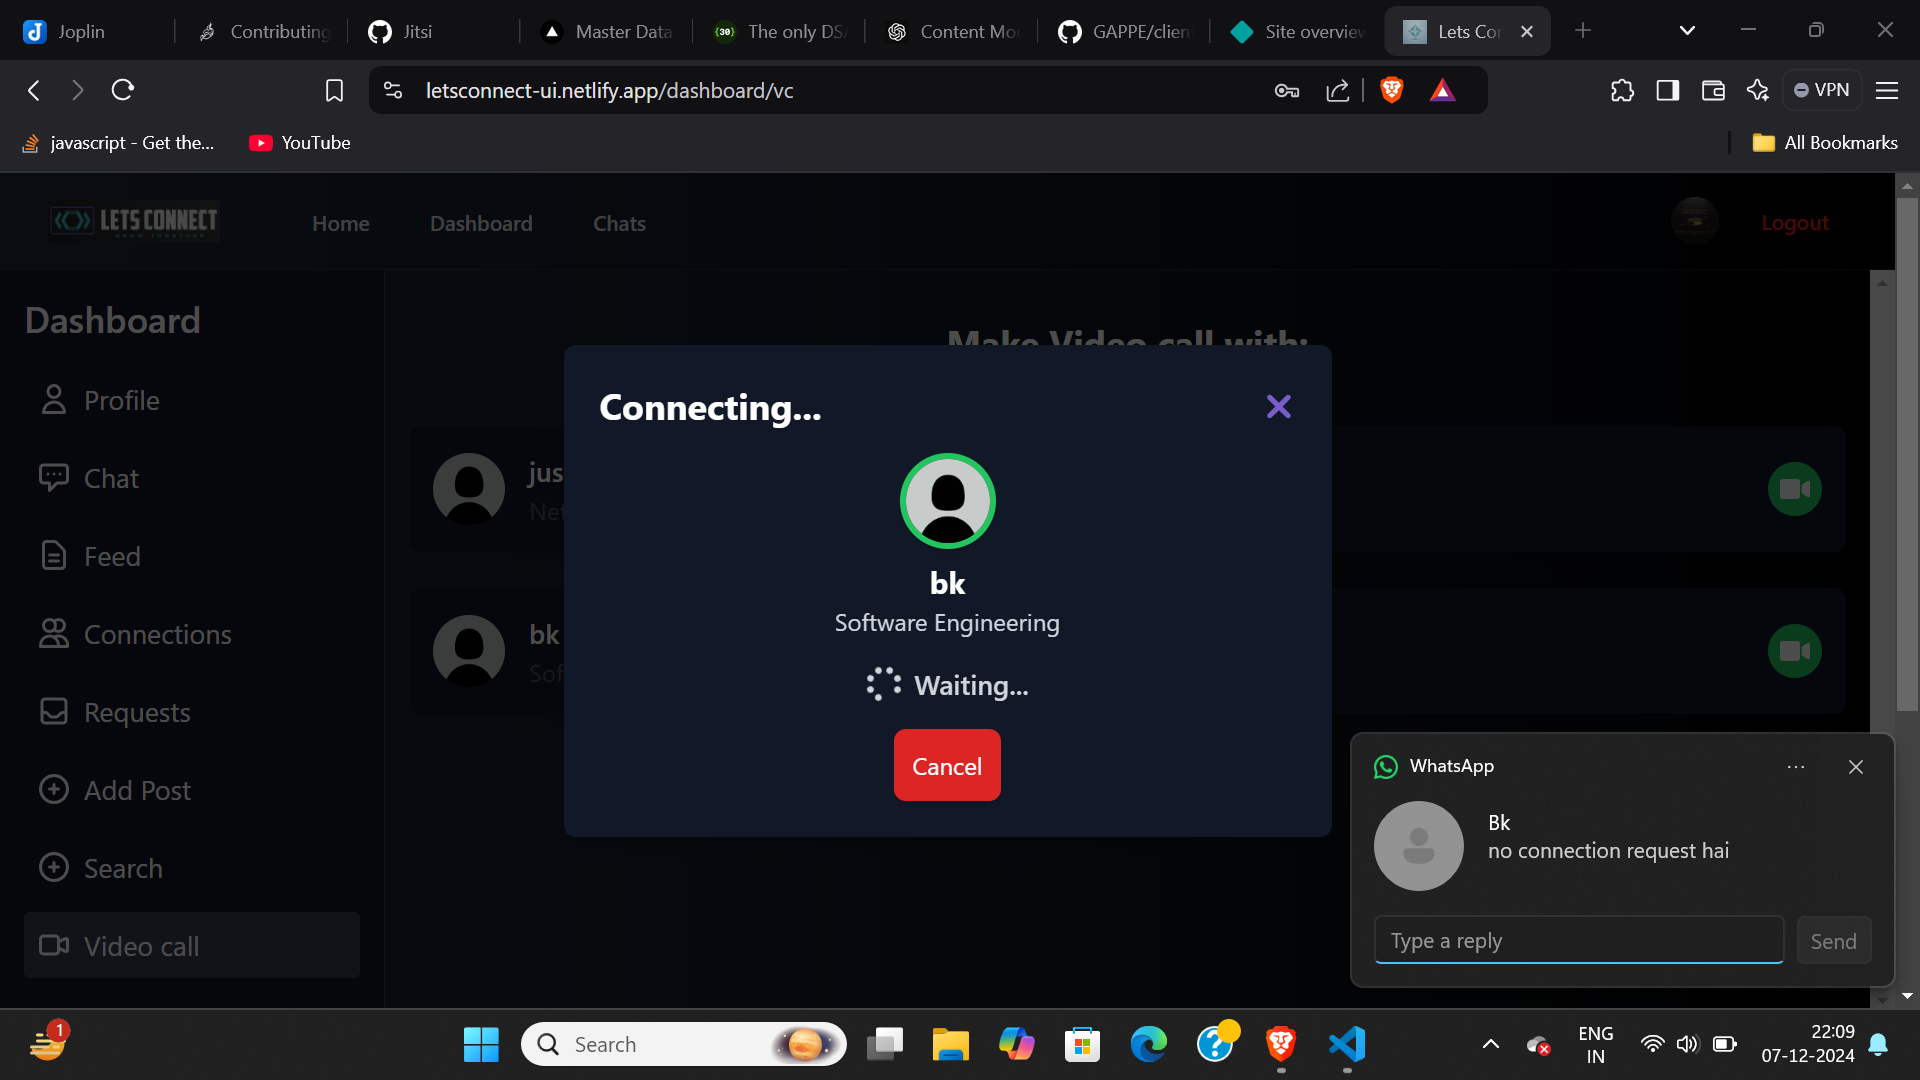 Joplin
Contributing
Jitsi
Master Data
The only DS
Content Mo
GAPPE/clien
Site overview
Lets Cor
letsconnect-ui.netlify.app/dashboard/vc
VPN
javascript - Get the...
YouTube
All Bookmarks
LETS CONNECT
Home
Dashboard
Chats
Logout
Dashboard
Make Video call with:
Profile
Chat
Feed
Connections
Requests
Add Post
Search
Video call
jus
Net
bk
Sof
Connecting...
bk
Software Engineering
Waiting...
Cancel
WhatsApp
Bk
no connection request hai
Type a reply
Send
1
Search
ENG
IN
22:09
07-12-2024